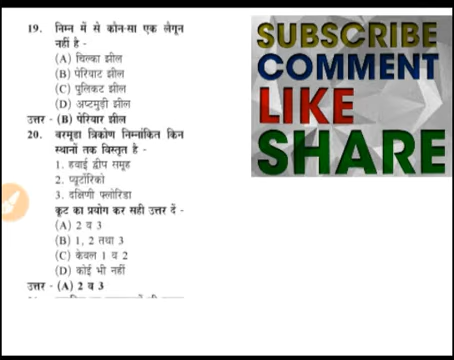 19. निम्न में से कौन-सा एक लैगून
नहीं है -
(A) चिल्का झील
(B) पेरियाट झील
(C) पुलिकट झील
(D) अष्टमुडी झील
उत्तर - (B) पेरियार झील
20. बरमूडा त्रिकोण निम्नांकित किन
स्थानों तक विस्तृत है -
1. हवाई द्वीप समूह
2. प्यूर्टोरिको
3. दक्षिणी फ्लोरिडा
कूट का प्रयोग कर सही उत्तर दें -
(A) 2 व 3
(B) 1, 2 तथा 3
(C) केवल 1 व 2
(D) कोई भी नहीं
उत्तर - (A) 2 व 3
SUBSCRIBE
COMMENT
LIKE
SHARE